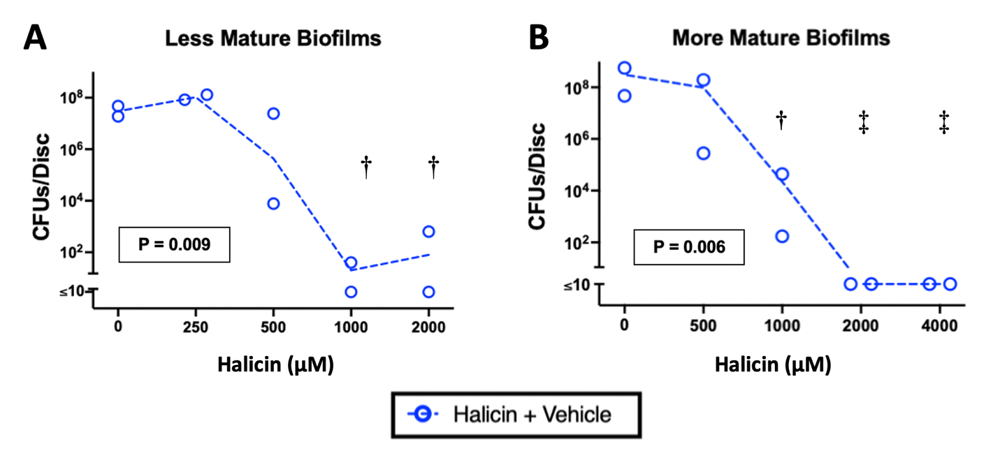 A
Less Mature Biofilms
CFUs/Disc
10⁸
10⁶
10⁴
10²
≤10
† †
P = 0.009
0 250 500 1000 2000
Halicin (µM)
B
More Mature Biofilms
CFUs/Disc
10⁸
10⁶
10⁴
10²
≤10
† ‡ ‡
P = 0.006
0 500 1000 2000 4000
Halicin (µM)
Halicin + Vehicle